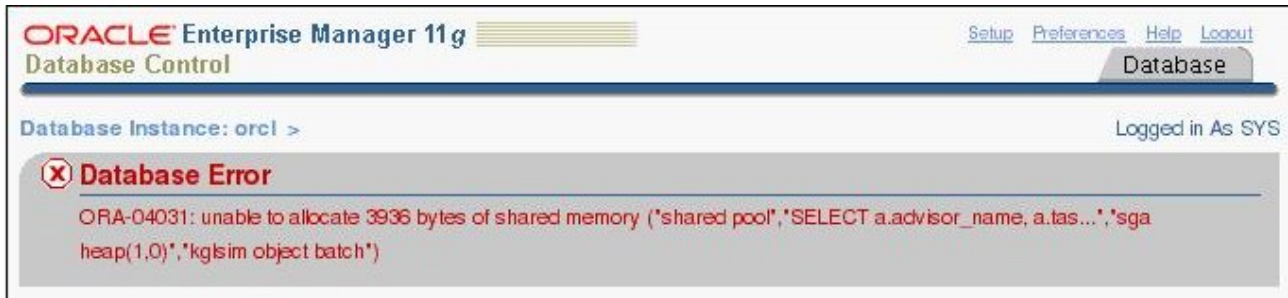 ORACLE Enterprise Manager 11g
Setup Preferences Help Logout
Database Control
Database
Database Instance: orcl >
Logged in As SYS
Database Error
ORA-04031: unable to allocate 3936 bytes of shared memory ("shared pool","SELECT a.advisor_name, a.tas...","sga
heap(1,0)","kglsim object batch")